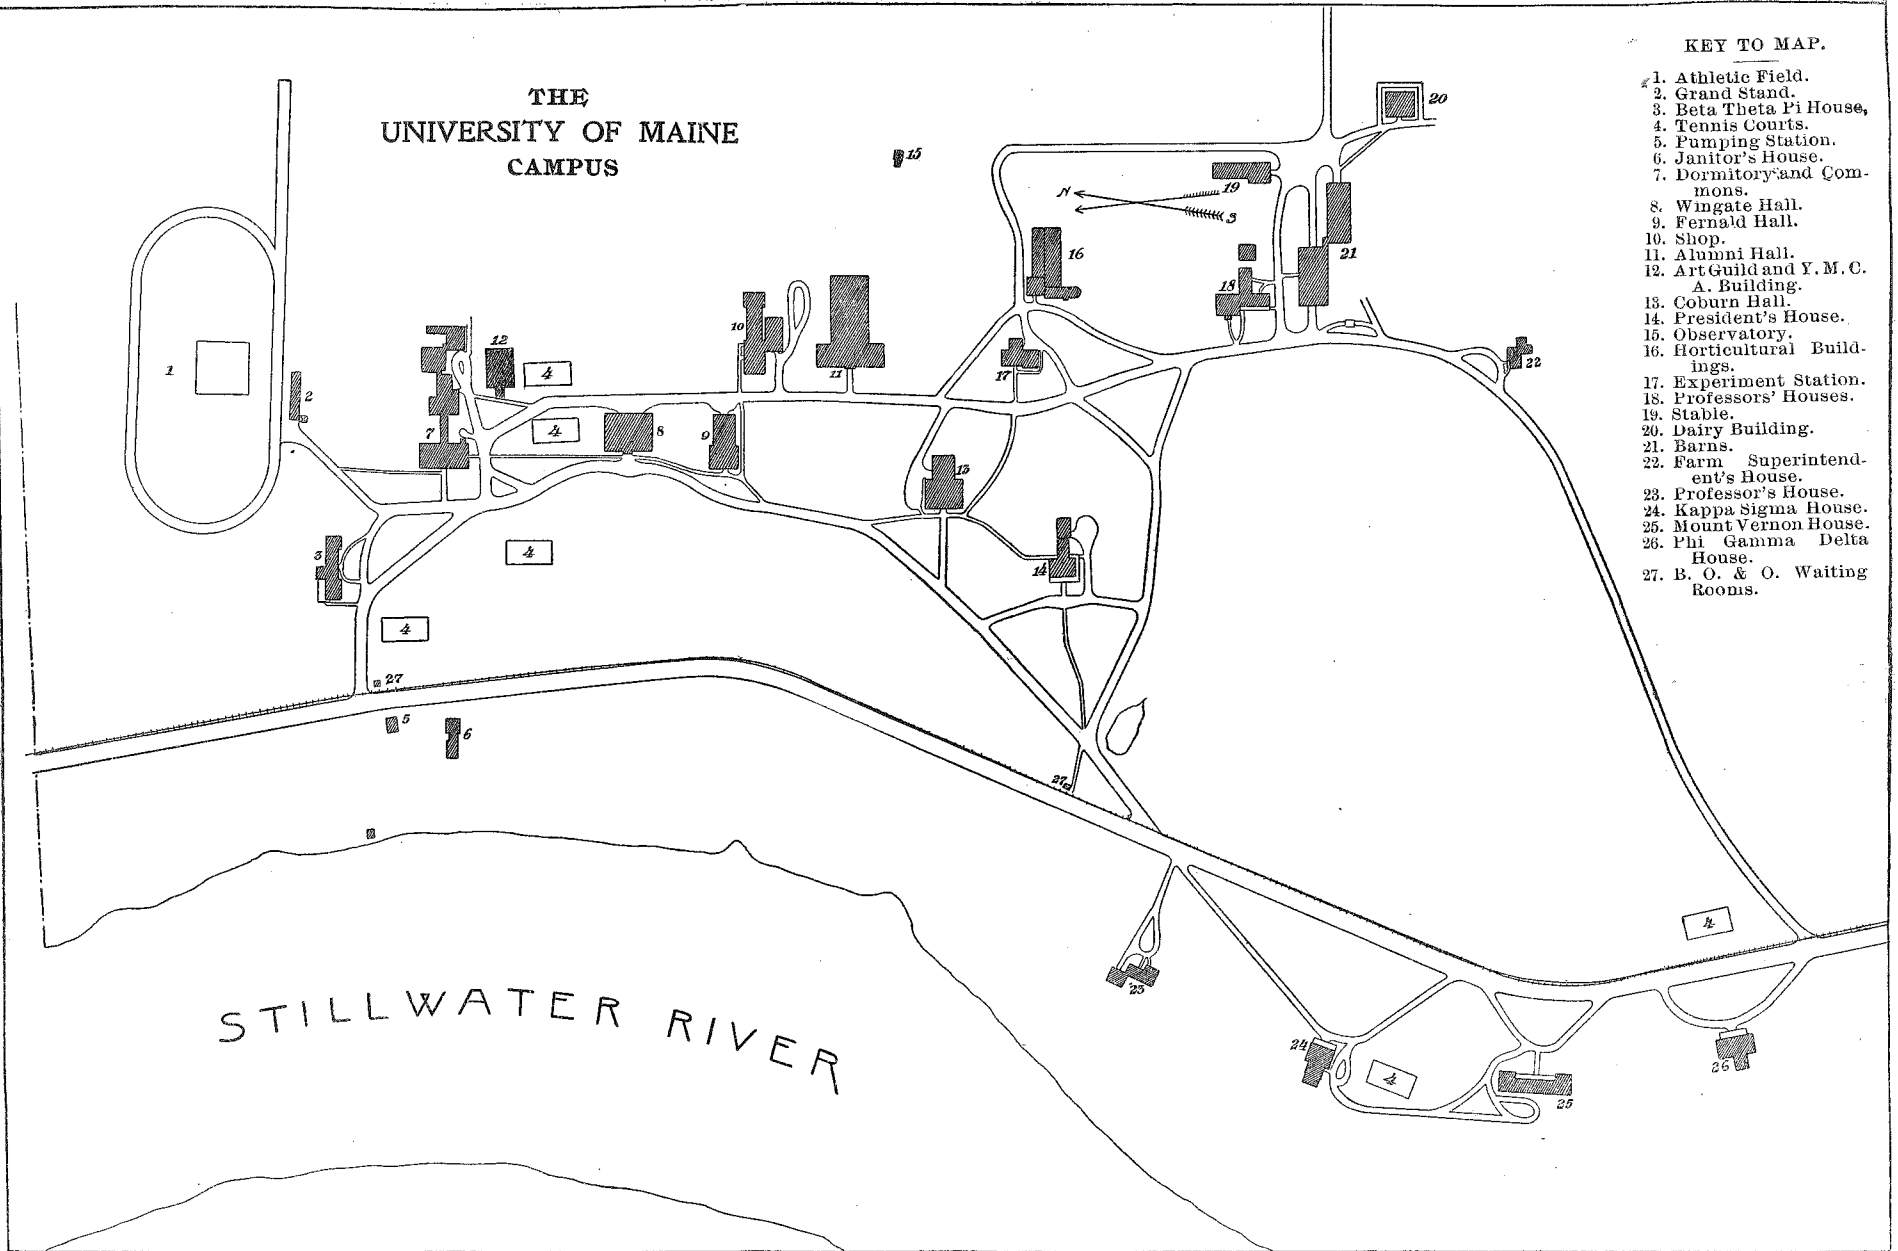 THE
UNIVERSITY OF MAINE
CAMPUS
KEY TO MAP.
1. Athletic Field.
2. Grand Stand.
3. Beta Theta Pi House,
4. Tennis Courts.
5. Pumping Station.
6. Janitor's House.
7. Dormitory and Com-
mons.
8. Wingate Hall.
9. Fernald Hall.
10. Shop.
11. Alumni Hall.
12. Art Guild and Y. M. C.
A. Building.
13. Coburn Hall.
14. President's House.
15. Observatory.
16. Horticultural Build-
ings.
17. Experiment Station.
18. Professors' Houses.
19. Stable.
20. Dairy Building.
21. Barns.
22. Farm Superintend-
ent's House.
23. Professor's House.
24. Kappa Sigma House.
25. Mount Vernon House.
26. Phi Gamma Delta
House.
27. B. O. & O. Waiting
Rooms.
20
15
N
19
S
16
21
18
10
12
4
11
17
22
1
2
7
4
8
9
13
3
4
14
4
27
5
6
27
4
23
24
4
25
26
STILLWATER RIVER